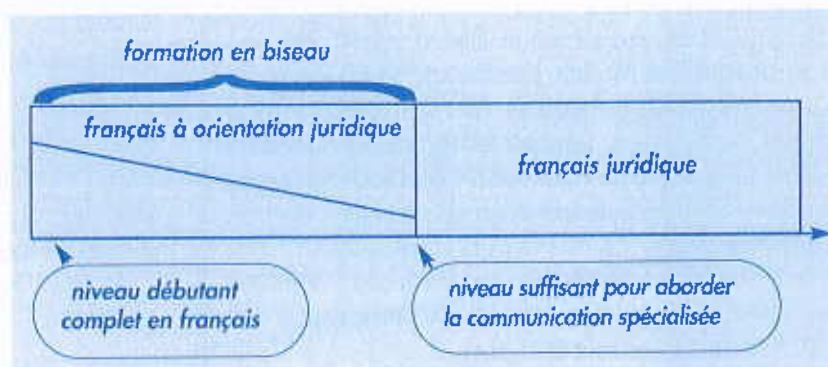 formation en biseau
français à orientation juridique
français juridique
niveau débutant
complet en français
niveau suffisant pour aborder
la communication spécialisée